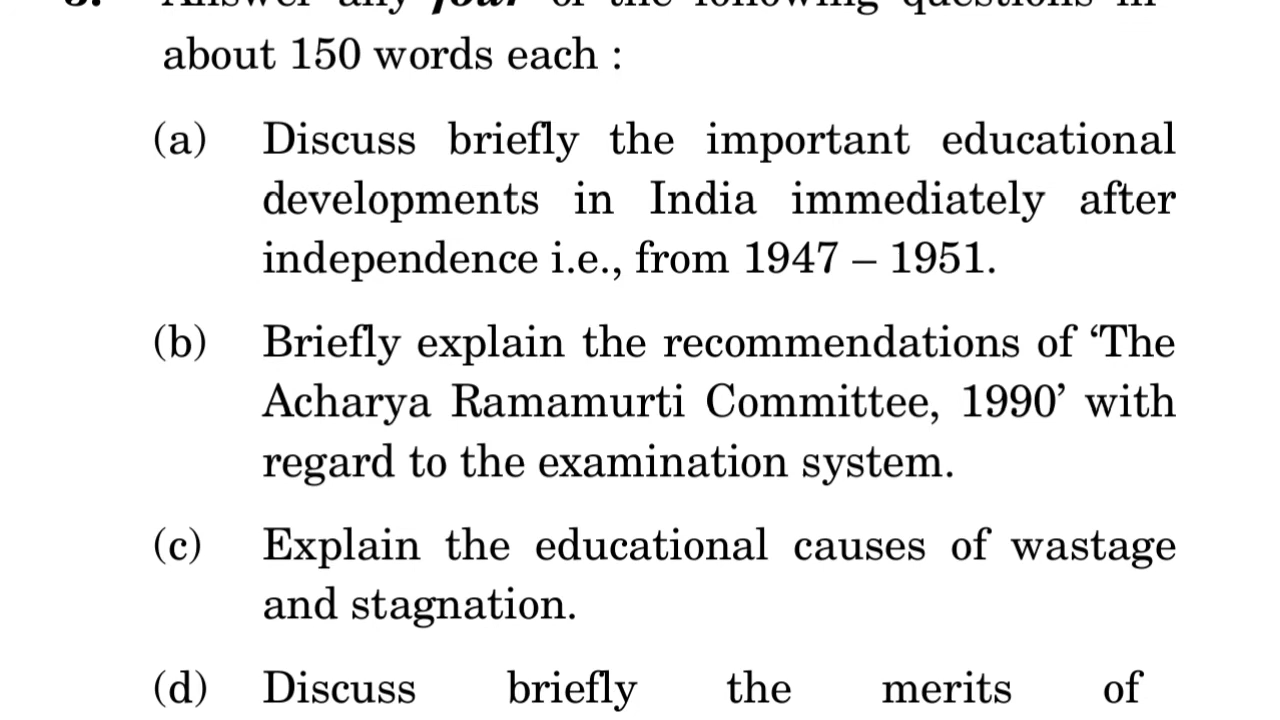 about 150 words each :
(a) Discuss briefly the important educational
developments in India immediately after
independence i.e., from 1947 – 1951.
(b) Briefly explain the recommendations of ‘The
Acharya Ramamurti Committee, 1990’ with
regard to the examination system.
(c) Explain the educational causes of wastage
and stagnation.
(d) Discuss briefly the merits of